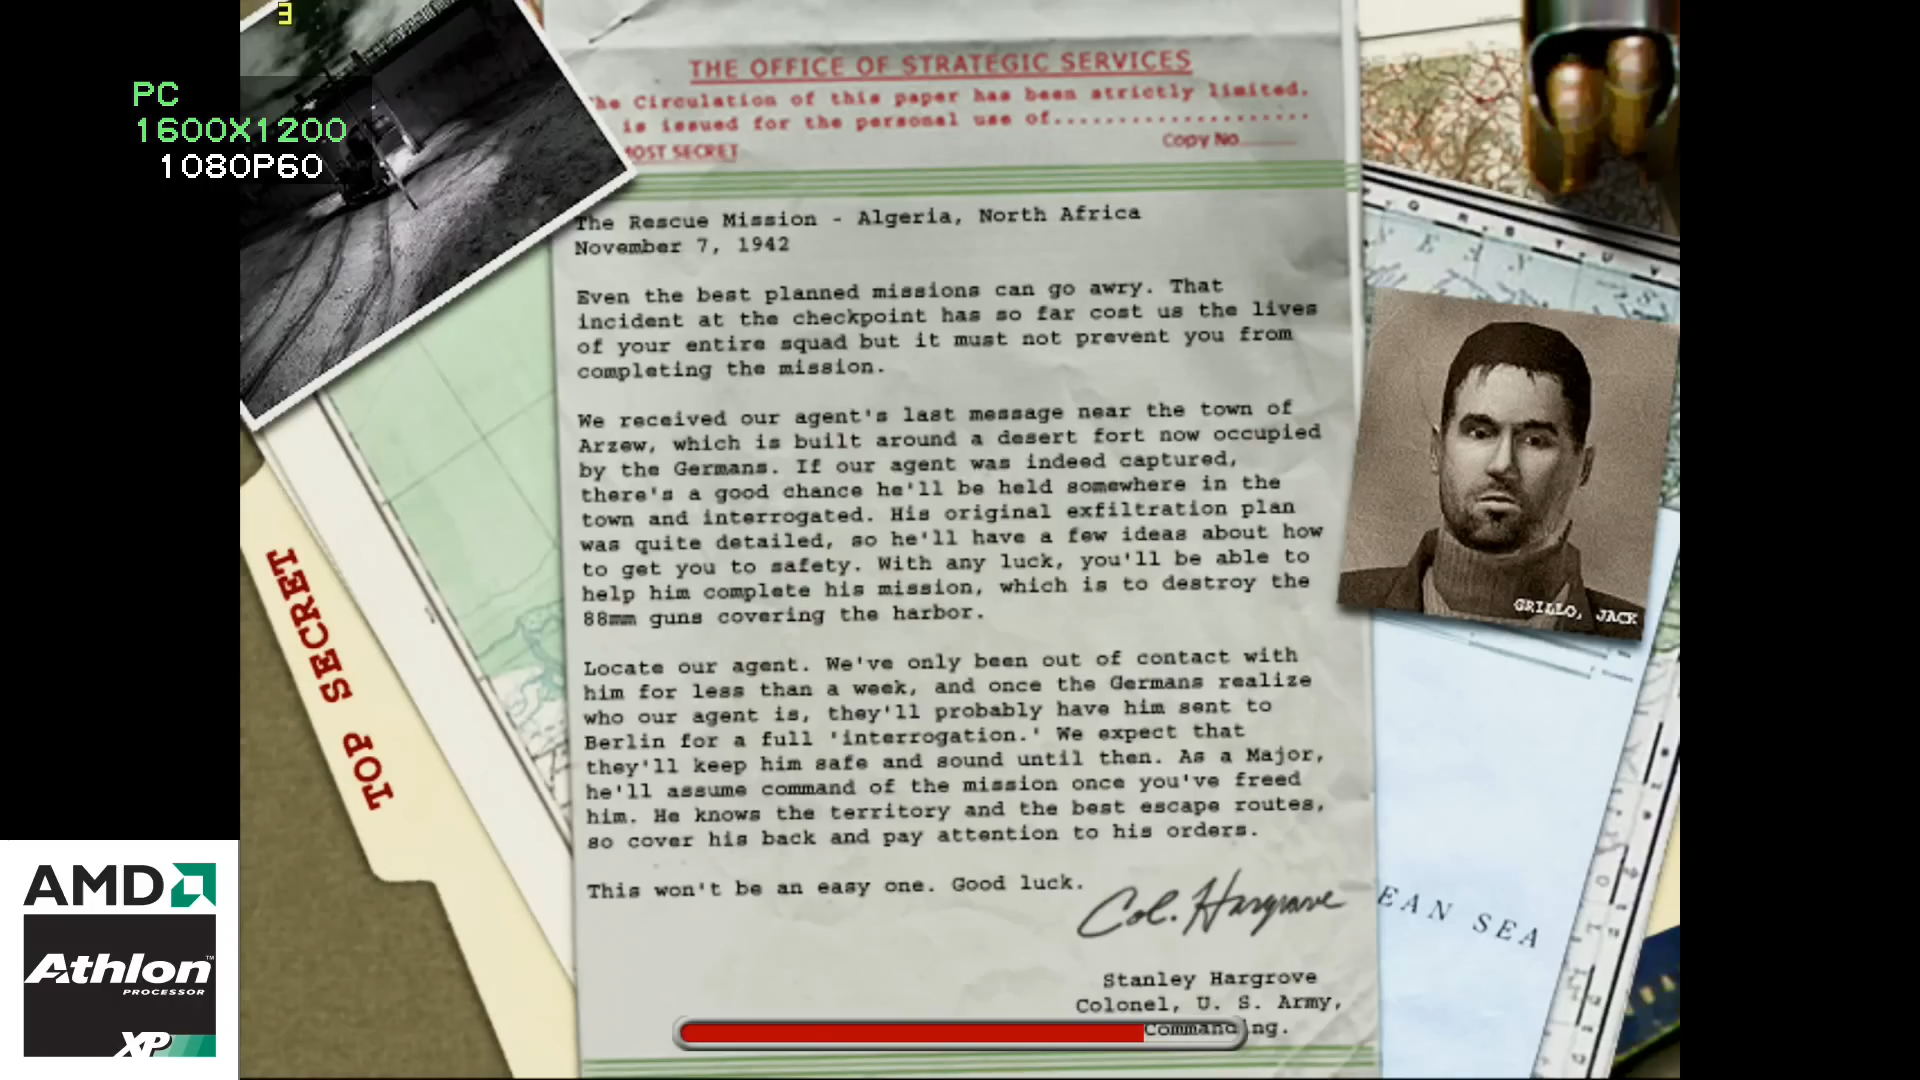 3
PC
1600X1200
1080P60
THE OFFICE OF STRATEGIC SERVICES
The Circulation of this paper has been strictly limited.
is issued for the personal use of....................
MOST SECRET
Copy No.
The Rescue Mission - Algeria, North Africa
November 7, 1942
Even the best planned missions can go awry. That
incident at the checkpoint has so far cost us the lives
of your entire squad but it must not prevent you from
completing the mission.
We received our agent's last message near the town of
Arzew, which is built around a desert fort now occupied
by the Germans. If our agent was indeed captured,
there's a good chance he'll be held somewhere in the
town and interrogated. His original exfiltration plan
was quite detailed, so he'll have a few ideas about how
to get you to safety. With any luck, you'll be able to
help him complete his mission, which is to destroy the
88mm guns covering the harbor.
Locate our agent. We've only been out of contact with
him for less than a week, and once the Germans realize
who our agent is, they'll probably have him sent to
Berlin for a full 'interrogation.' We expect that
they'll keep him safe and sound until then. As a Major,
he'll assume command of the mission once you've freed
him. He knows the territory and the best escape routes,
so cover his back and pay attention to his orders.
This won't be an easy one. Good luck.
Col. Hargrove
Stanley Hargrove
Colonel, U. S. Army,
Commanding.
TOP SECRET
GRILLO, JACK
EAN SEA
AMD
Athlon™
PROCESSOR
XP